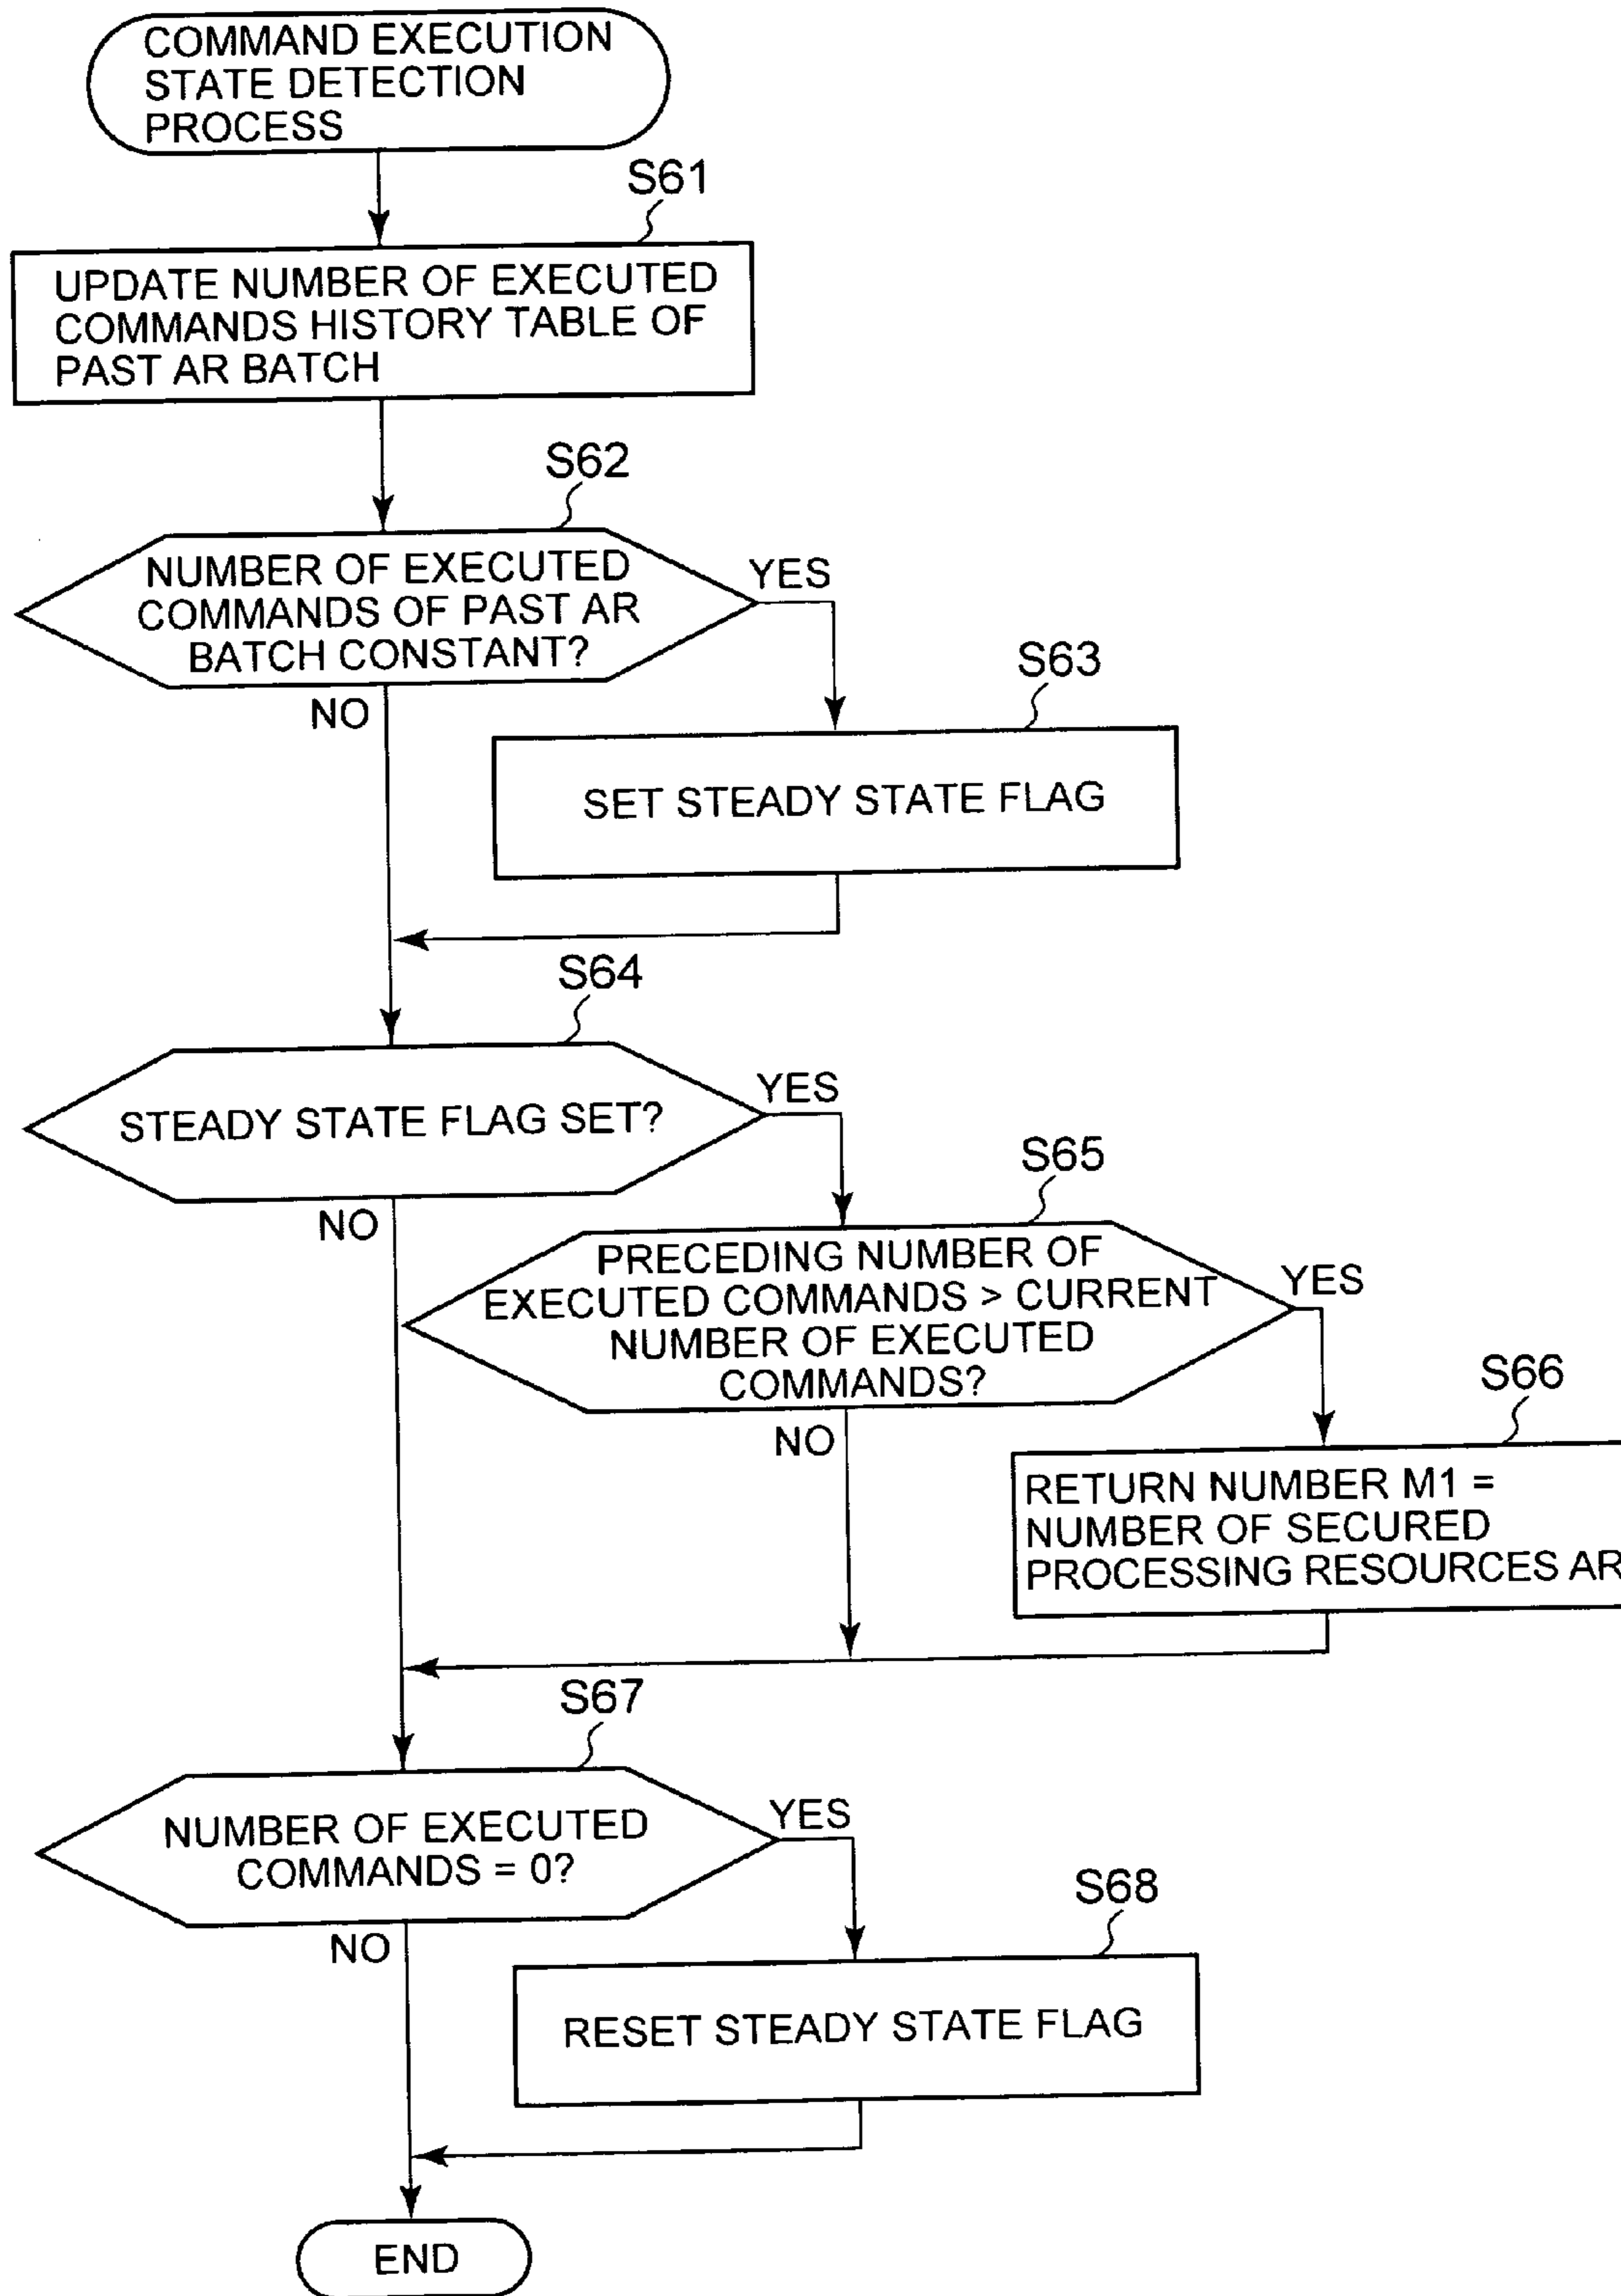 COMMAND EXECUTION
STATE DETECTION
PROCESS
S61
UPDATE NUMBER OF EXECUTED
COMMANDS HISTORY TABLE OF
PAST AR BATCH
S62
NUMBER OF EXECUTED
COMMANDS OF PAST AR
BATCH CONSTANT?
YES
NO
S63
SET STEADY STATE FLAG
S64
STEADY STATE FLAG SET?
YES
NO
S65
PRECEDING NUMBER OF
EXECUTED COMMANDS > CURRENT
NUMBER OF EXECUTED
COMMANDS?
YES
NO
S66
RETURN NUMBER M1 =
NUMBER OF SECURED
PROCESSING RESOURCES AR
S67
NUMBER OF EXECUTED
COMMANDS = 0?
YES
NO
S68
RESET STEADY STATE FLAG
END